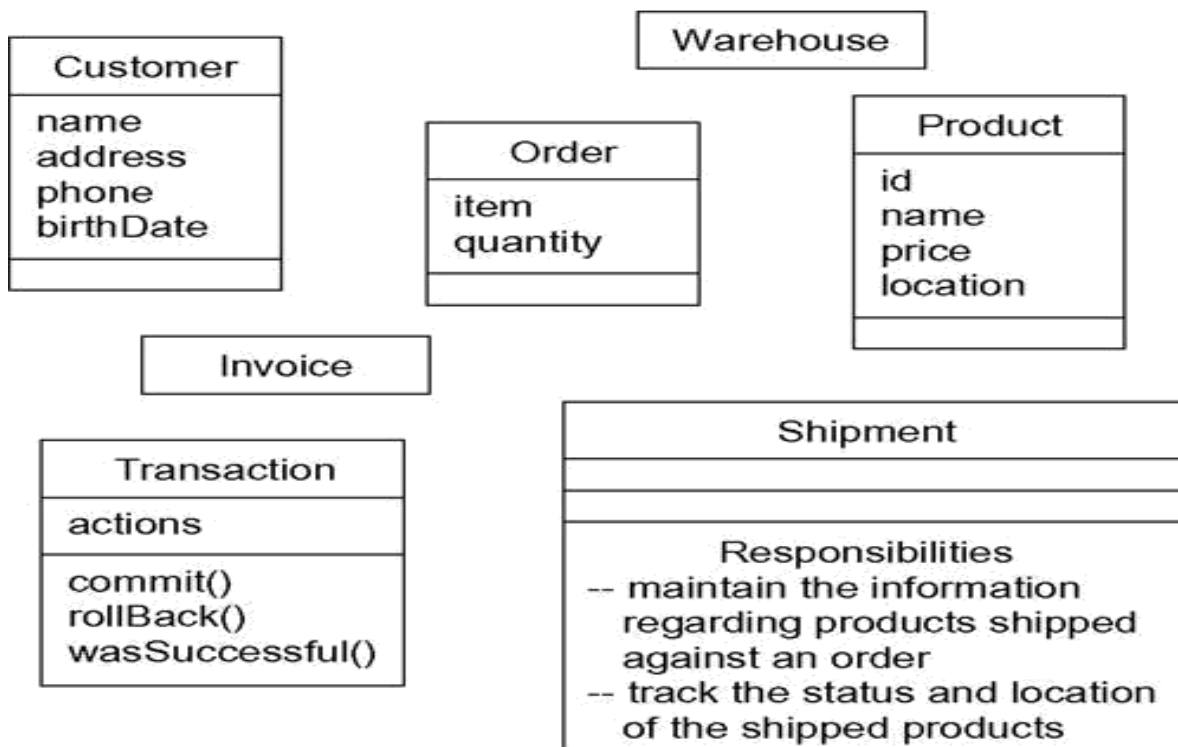 Warehouse
Customer
name
address
phone
birthDate
Order
item
quantity
Product
id
name
price
location
Invoice
Transaction
actions
commit()
rollBack()
wasSuccessful()
Shipment
Responsibilities
-- maintain the information
regarding products shipped
against an order
-- track the status and location
of the shipped products